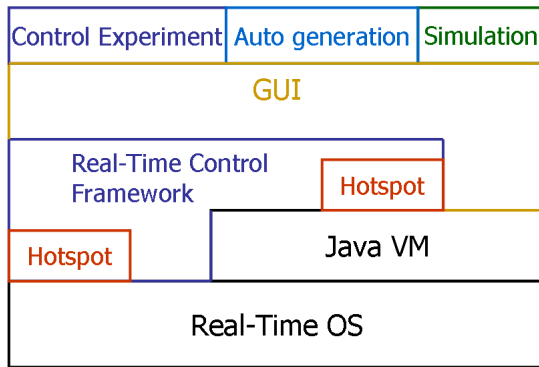 Control Experiment
Auto generation
Simulation
GUI
Real-Time Control
Framework
Hotspot
Hotspot
Java VM
Real-Time OS